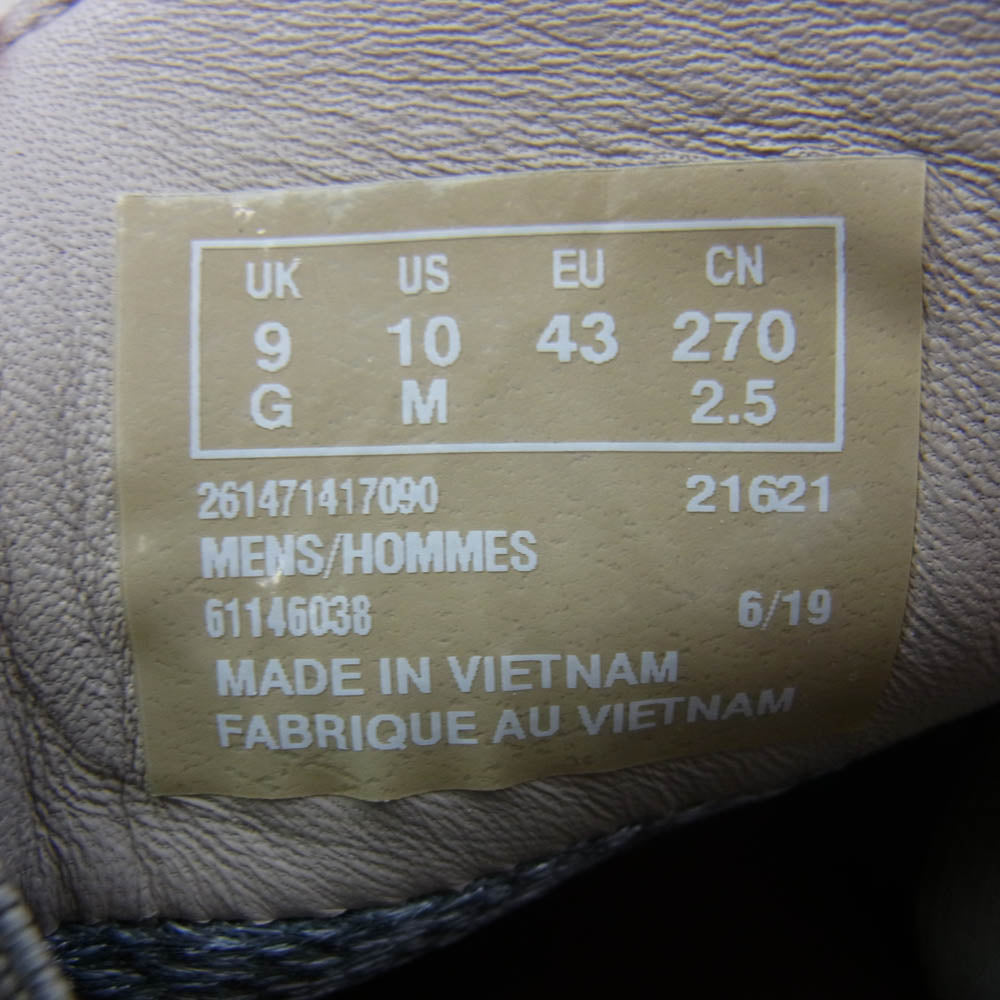 UK US EU CN
9 10 43 270
G M 2.5
261471417090 21621
MENS/HOMMES
61146038 6/19
MADE IN VIETNAM
FABRIQUE AU VIETNAM